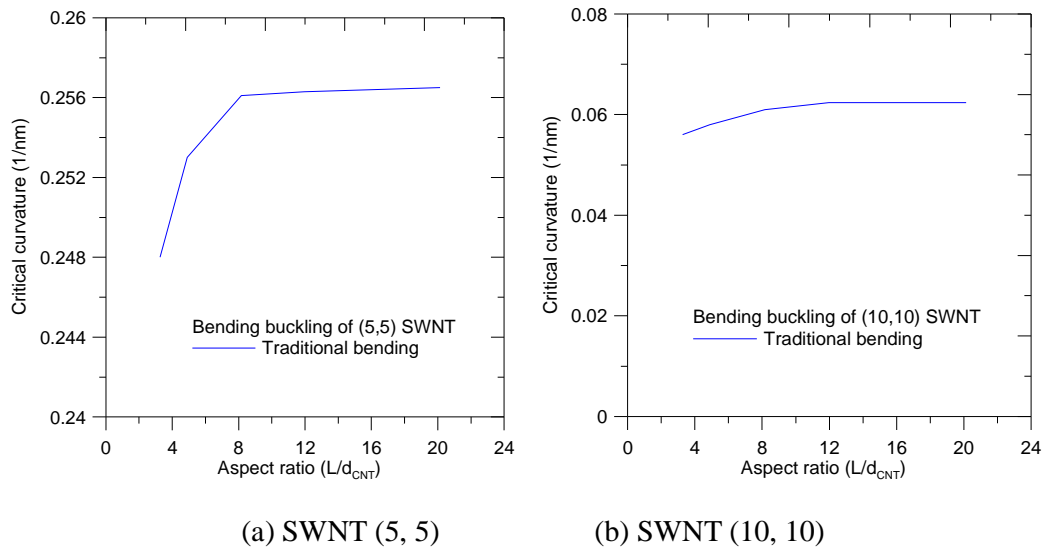 0.26
0.256
0.252
0.248
0.244
0.24
Critical curvature (1/nm)
Bending buckling of (5,5) SWNT
Traditional bending
0 4 8 12 16 20 24
Aspect ratio (L/dCNT)
0.08
0.06
0.04
0.02
0
Critical curvature (1/nm)
Bending buckling of (10,10) SWNT
Traditional bending
0 4 8 12 16 20 24
Aspect ratio (L/dCNT)
(a) SWNT (5, 5)
(b) SWNT (10, 10)